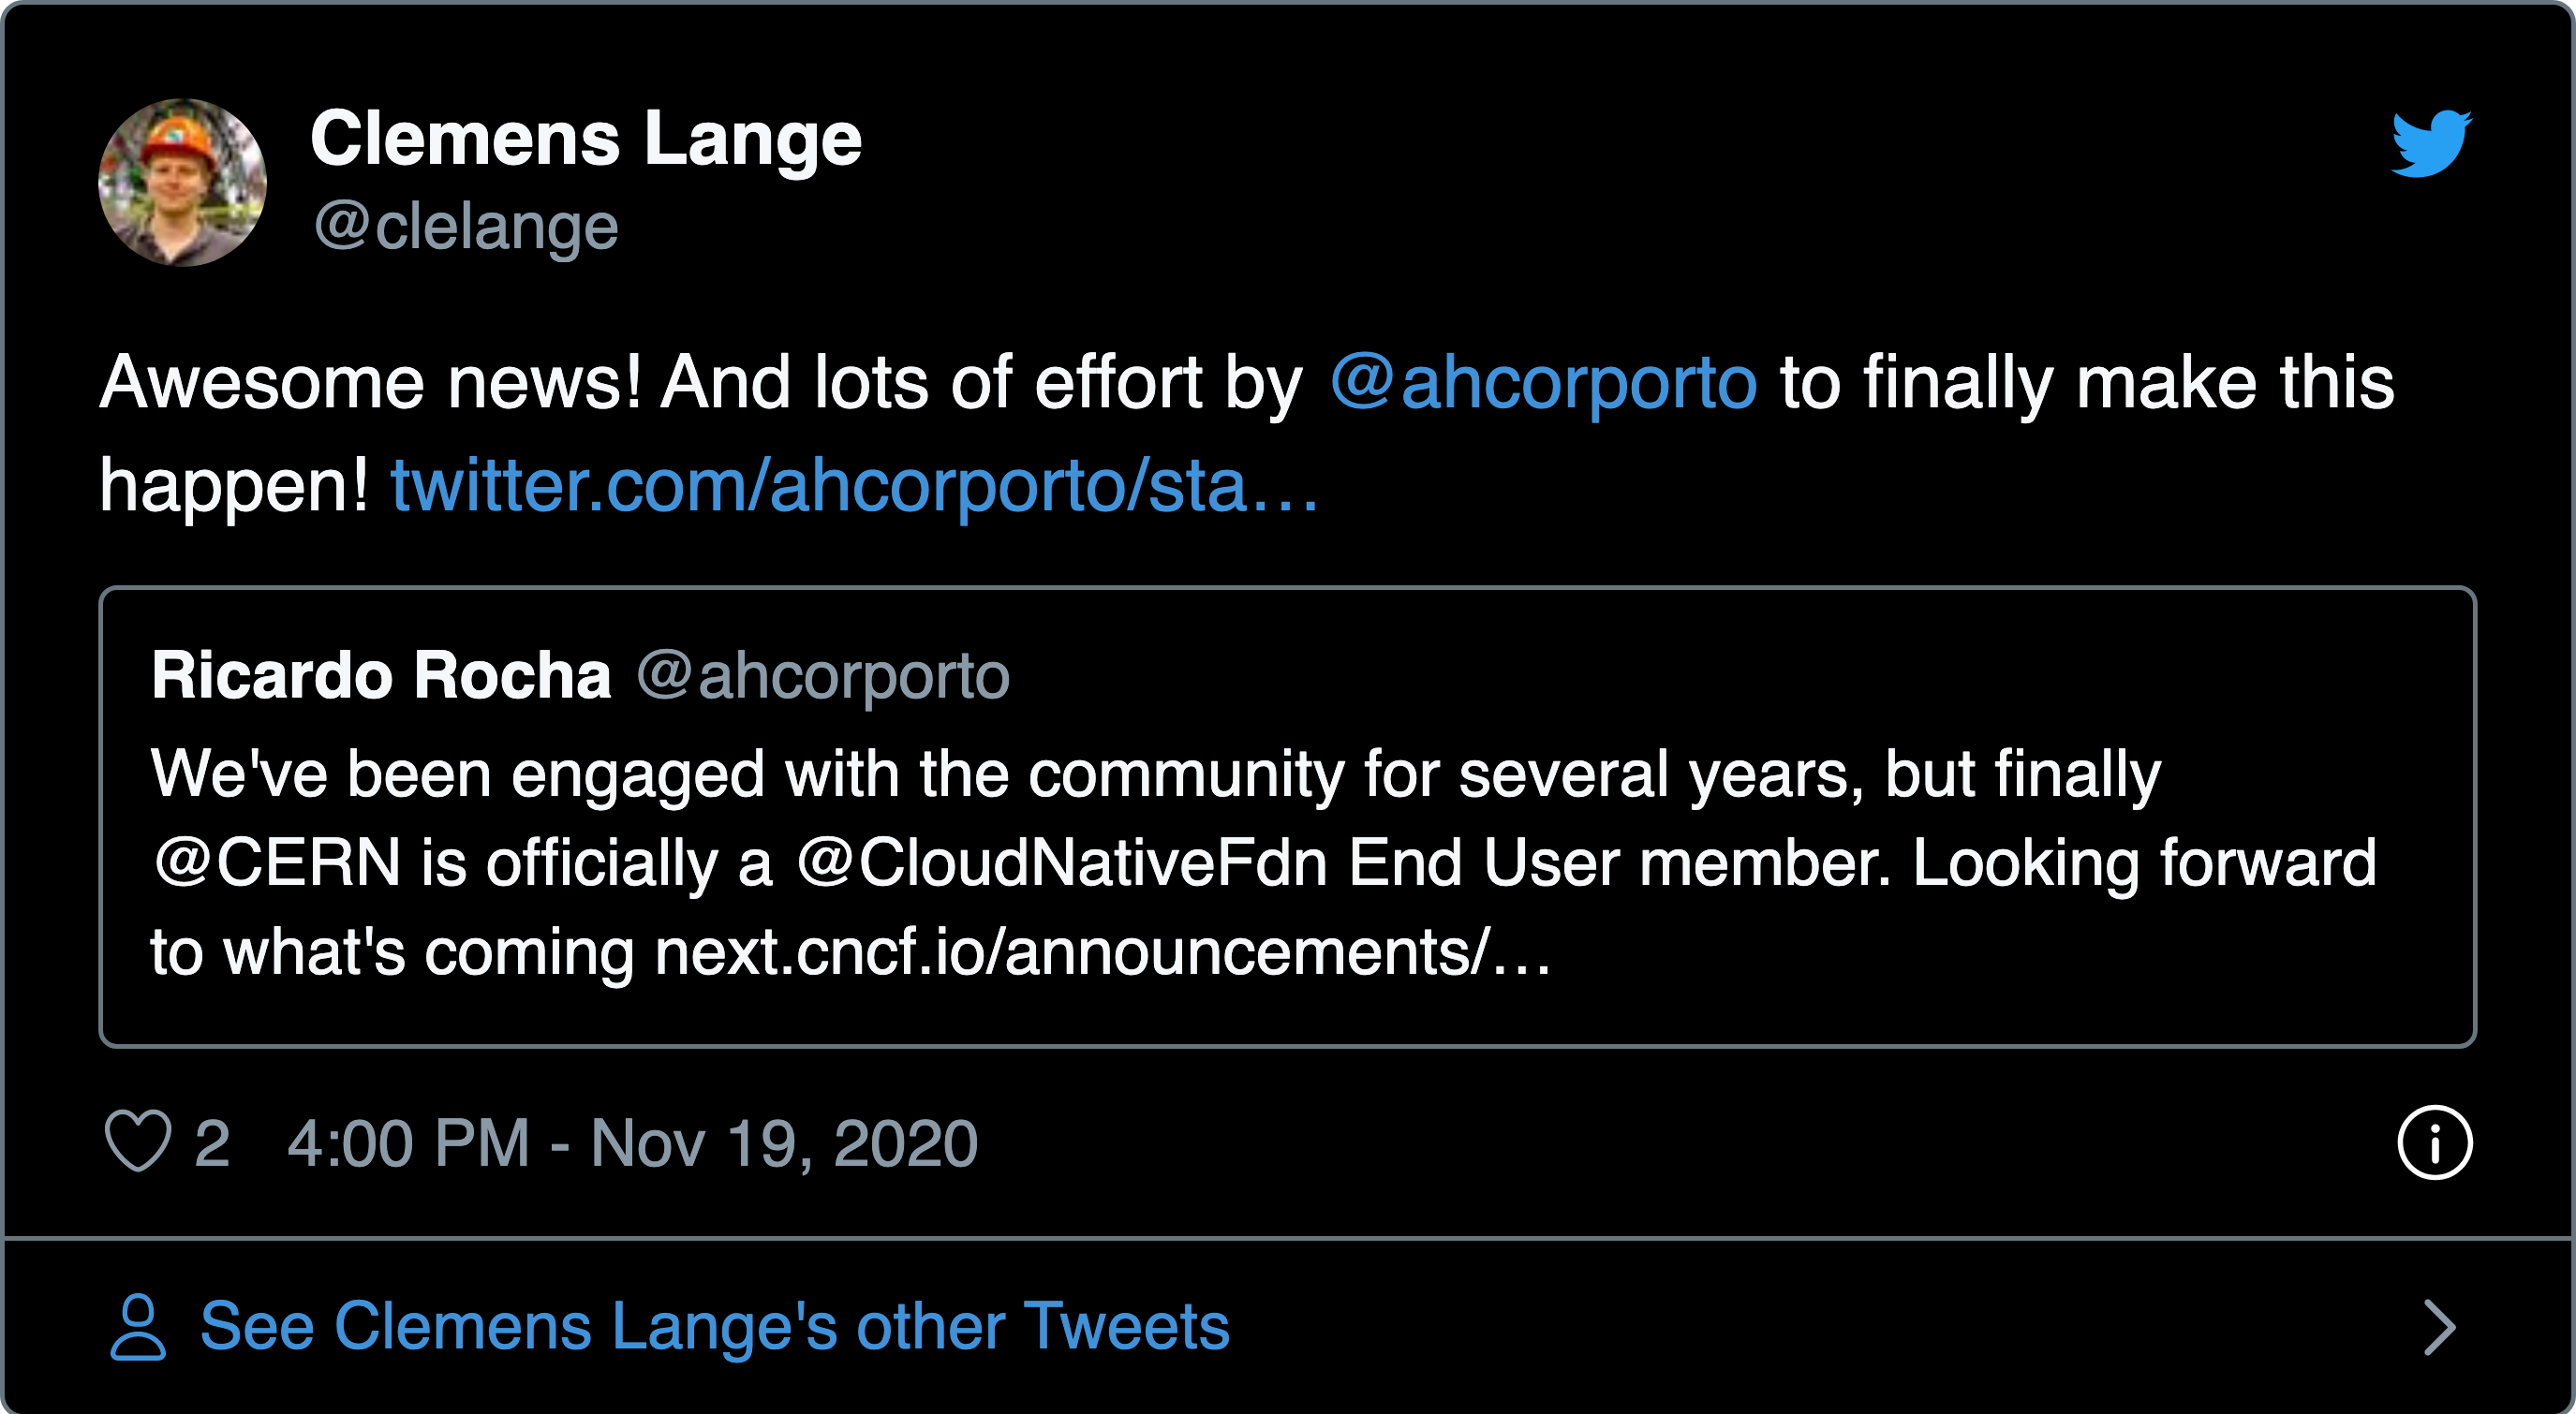 Clemens Lange
@clelange
Awesome news! And lots of effort by @ahcorporto to finally make this
happen! twitter.com/ahcorporto/sta…
Ricardo Rocha @ahcorporto
We've been engaged with the community for several years, but finally
@CERN is officially a @CloudNativeFdn End User member. Looking forward
to what's coming next.cncf.io/announcements/…
2 4:00 PM - Nov 19, 2020
See Clemens Lange's other Tweets